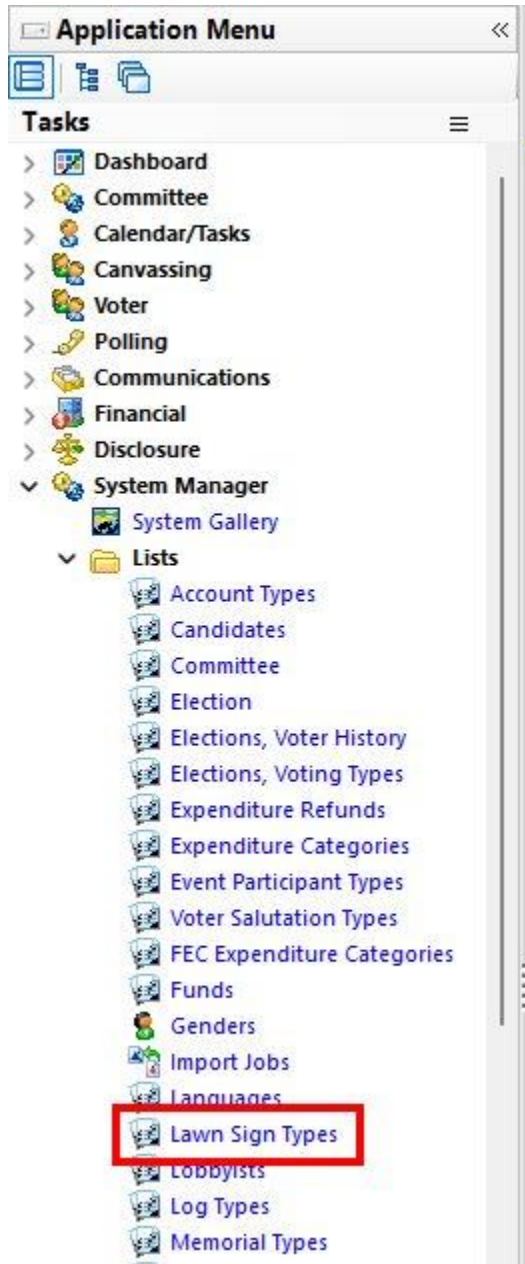 Application Menu
Tasks
Dashboard
Committee
Calendar/Tasks
Canvassing
Voter
Polling
Communications
Financial
Disclosure
System Manager
System Gallery
Lists
Account Types
Candidates
Committee
Election
Elections, Voter History
Elections, Voting Types
Expenditure Refunds
Expenditure Categories
Event Participant Types
Voter Salutation Types
FEC Expenditure Categories
Funds
Genders
Import Jobs
Languages
Lawn Sign Types
Lobbyists
Log Types
Memorial Types